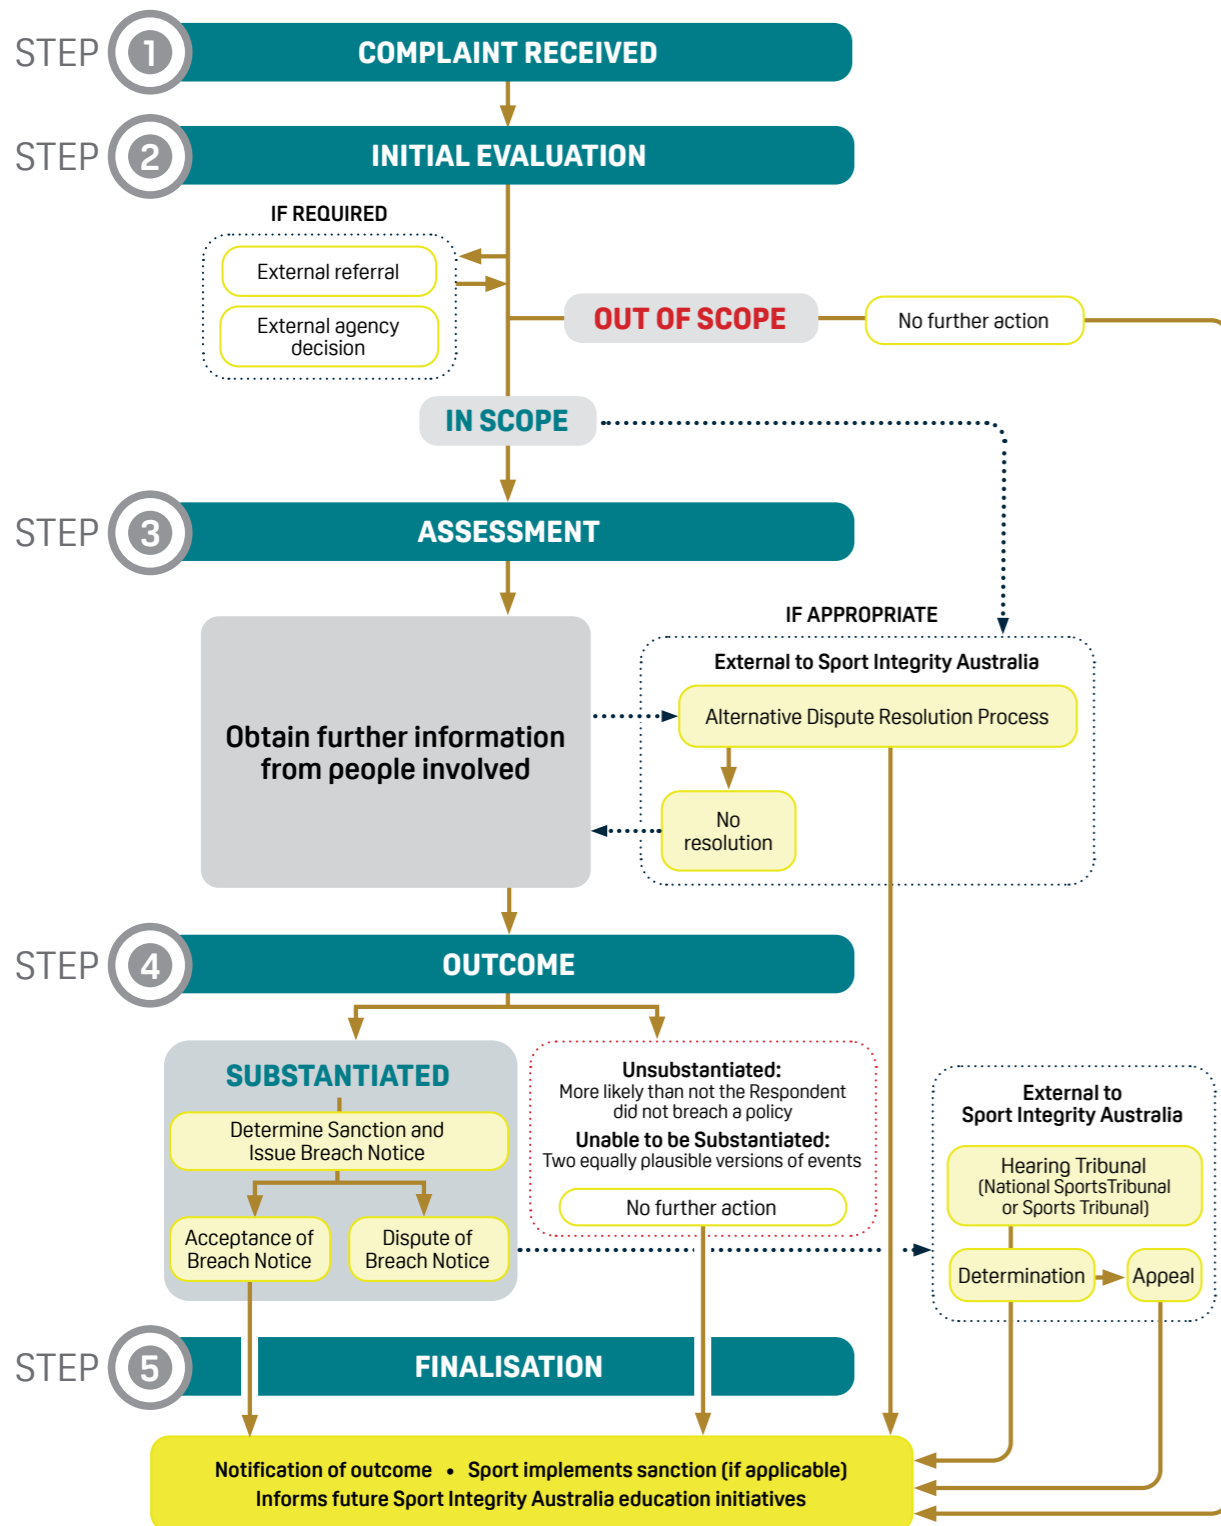 STEP 1 COMPLAINT RECEIVED
STEP 2 INITIAL EVALUATION
IF REQUIRED
External referral
External agency
decision
OUT OF SCOPE
No further action
IN SCOPE
STEP 3 ASSESSMENT
Obtain further information
from people involved
IF APPROPRIATE
External to Sport Integrity Australia
Alternative Dispute Resolution Process
No
resolution
STEP 4 OUTCOME
SUBSTANTIATED
Determine Sanction and
Issue Breach Notice
Acceptance of
Breach Notice
Dispute of
Breach Notice
Unsubstantiated:
More likely than not the Respondent
did not breach a policy
Unable to be Substantiated:
Two equally plausible versions of events
No further action
External to
Sport Integrity Australia
Hearing Tribunal
(National SportsTribunal
or Sports Tribunal)
Determination
Appeal
STEP 5 FINALISATION
Notification of outcome • Sport implements sanction (if applicable)
Informs future Sport Integrity Australia education initiatives